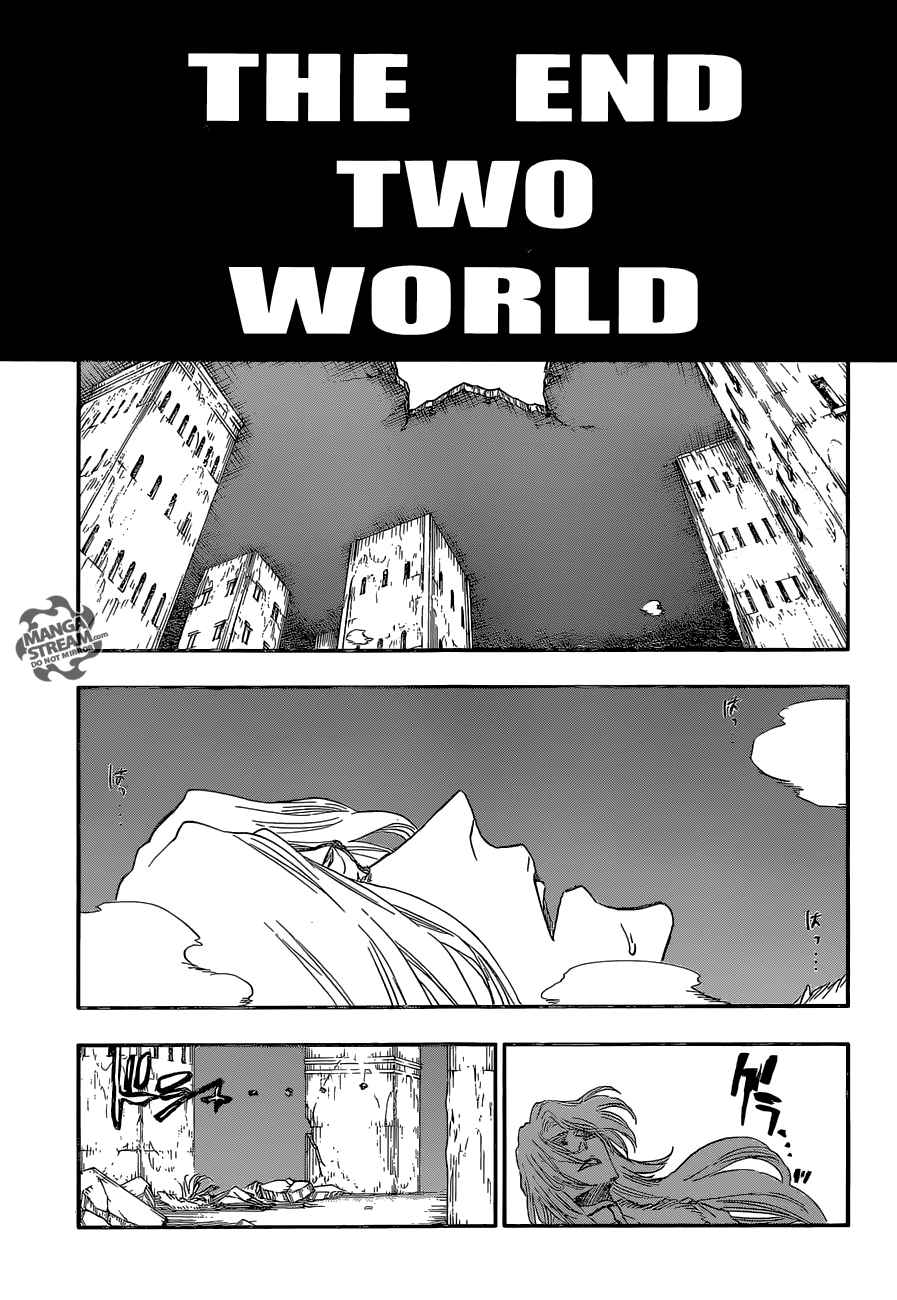 THE END
TWO
WORLD
MANGA
STREAM.com
DO NOT MIRROR
はっ…
はっ…
はっ…
グラ…ッ